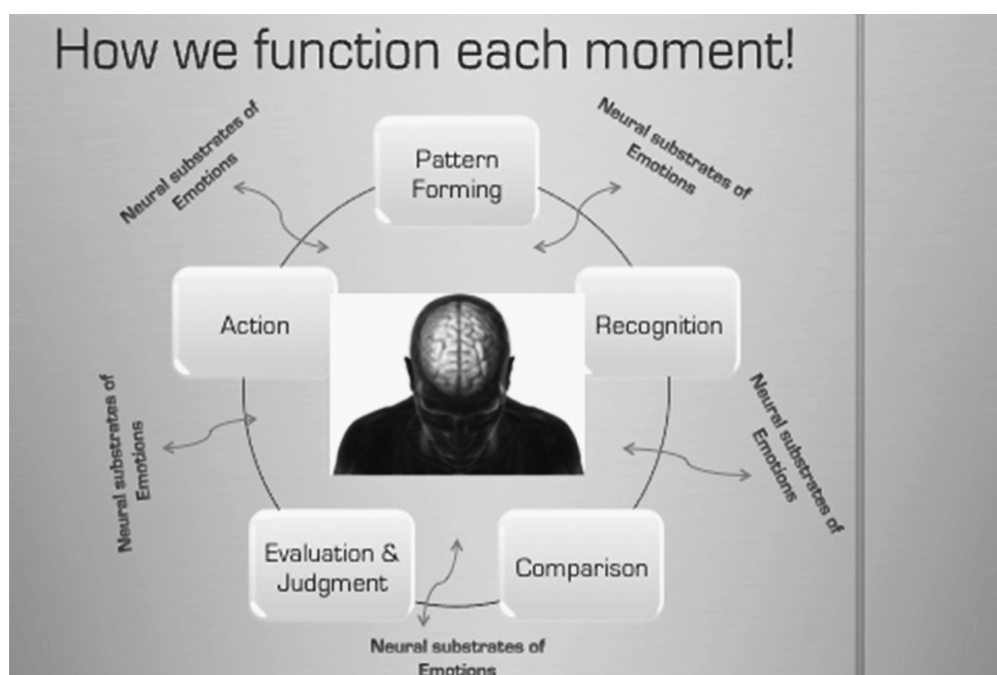 How we function each moment!
Neural substrates of
Emotions
Pattern
Forming
Neural substrates of
Emotions
Action
Recognition
Neural substrates of
Emotions
Neural substrates of
Emotions
Evaluation &
Judgment
Comparison
Neural substrates of
Emotions